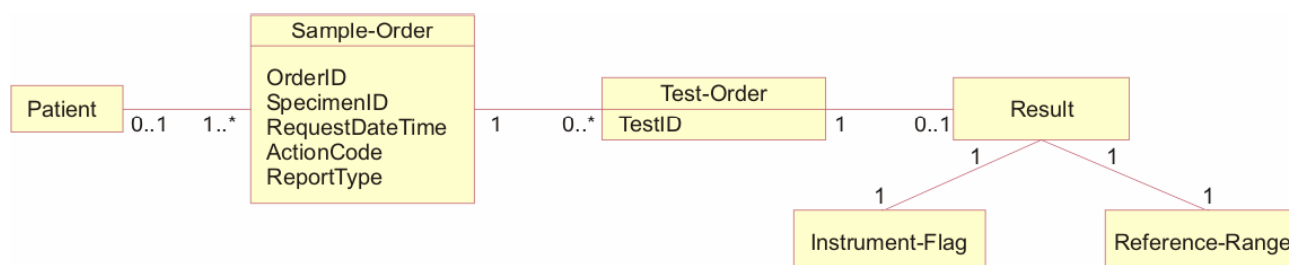 Sample-Order
OrderID
SpecimenID
RequestDateTime
ActionCode
ReportType
Patient
0..1
1..*
Test-Order
TestID
1
0..*
Result
1
0..1
1
1
1
1
Instrument-Flag
Reference-Range